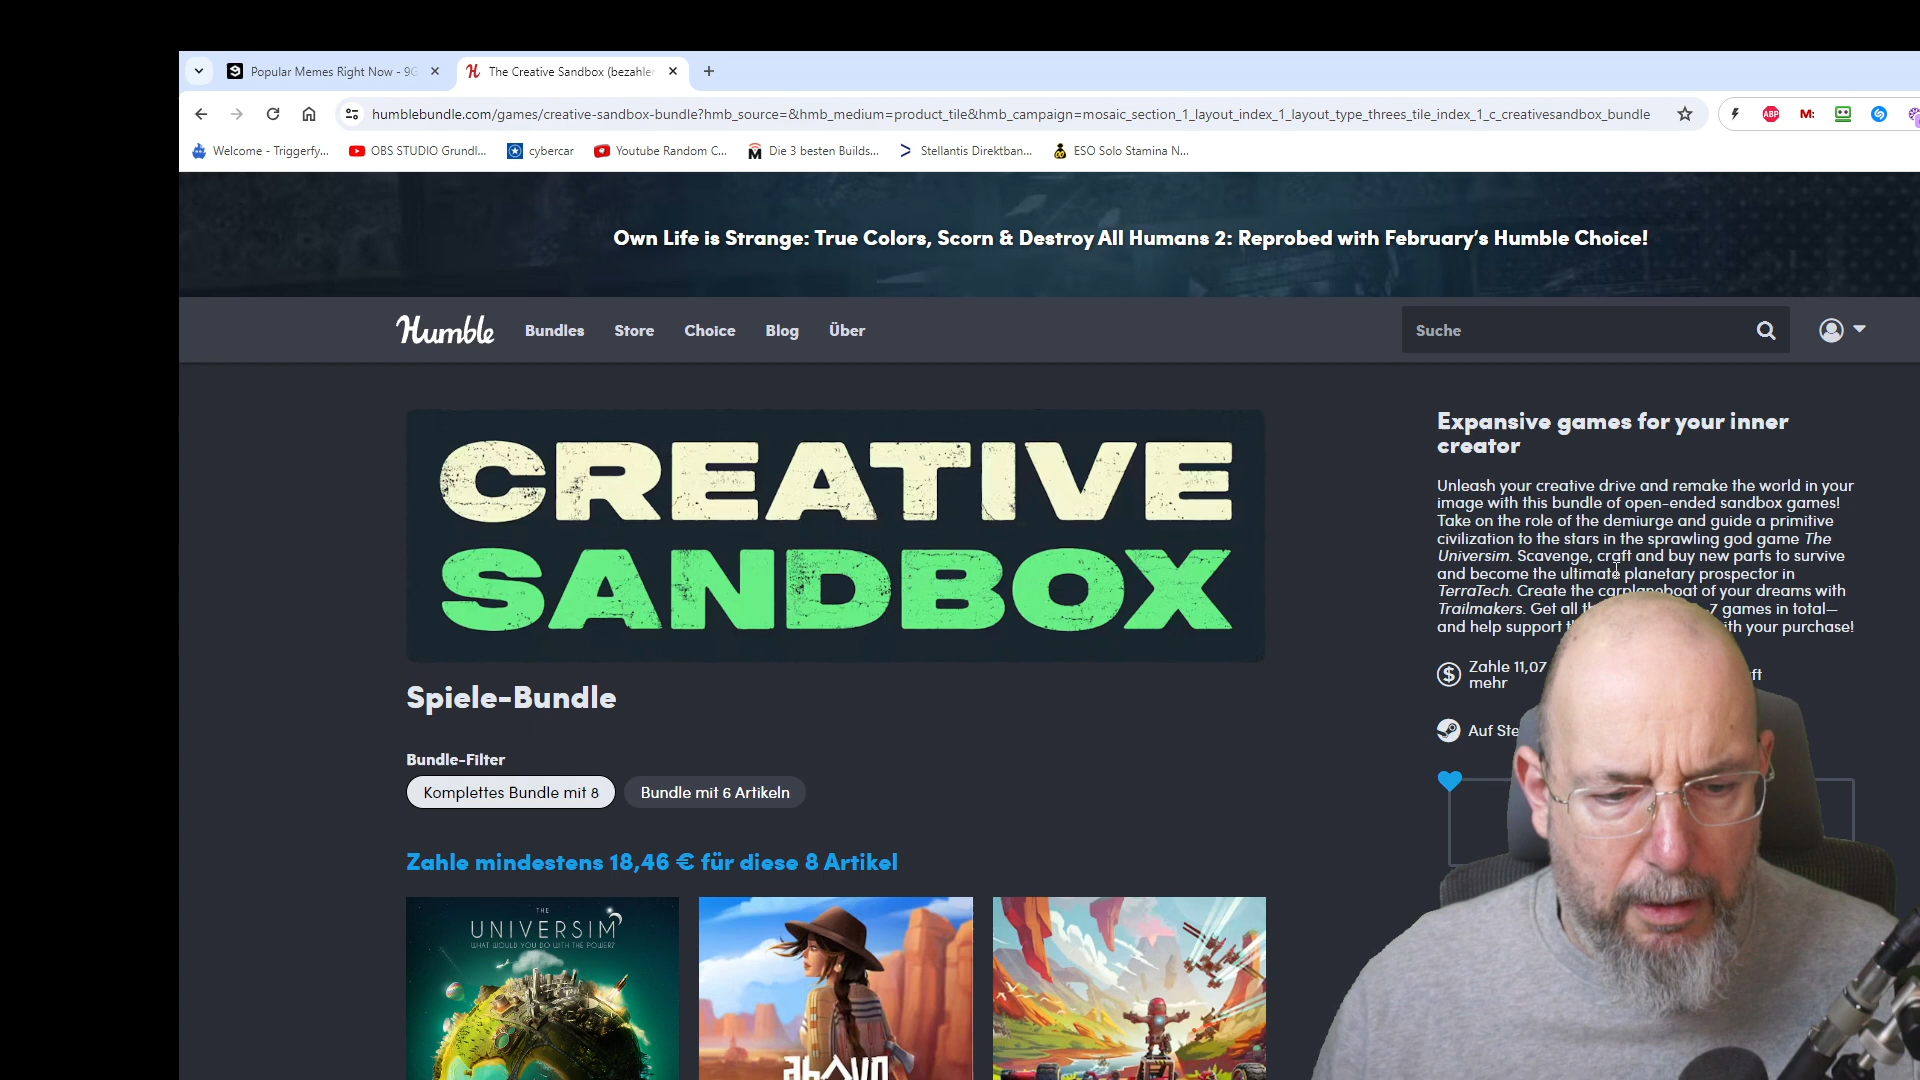 Popular Memes Right Now - 9G
The Creative Sandbox (bezahle
humblebundle.com/games/creative-sandbox-bundle?hmb_source=&hmb_medium=product_tile&hmb_campaign=mosaic_section_1_layout_index_1_layout_type_threes_tile_index_1_c_creativesandbox_bundle
ABP
M:
Welcome - Triggerfy...
OBS STUDIO Grundl...
cybercar
Youtube Random C...
Die 3 besten Builds...
Stellantis Direktban...
ESO Solo Stamina N...
Own Life is Strange: True Colors, Scorn & Destroy All Humans 2: Reprobed with February's Humble Choice!
Humble
Bundles
Store
Choice
Blog
Über
Suche
CREATIVE
SANDBOX
Spiele-Bundle
Bundle-Filter
Komplettes Bundle mit 8
Bundle mit 6 Artikeln
Zahle mindestens 18,46 € für diese 8 Artikel
THE
UNIVERSIM
WHAT WOULD YOU DO WITH THE POWER?
Expansive games for your inner
creator
Unleash your creative drive and remake the world in your
image with this bundle of open-ended sandbox games!
Take on the role of the demiurge and guide a primitive
civilization to the stars in the sprawling god game The
Universim. Scavenge, craft and buy new parts to survive
and become the ultimate planetary prospector in
TerraTech. Create the carplaneboat of your dreams with
Trailmakers. Get all 7 games in total—
and help support with your purchase!
Zahle 11,07
mehr
Auf Ste